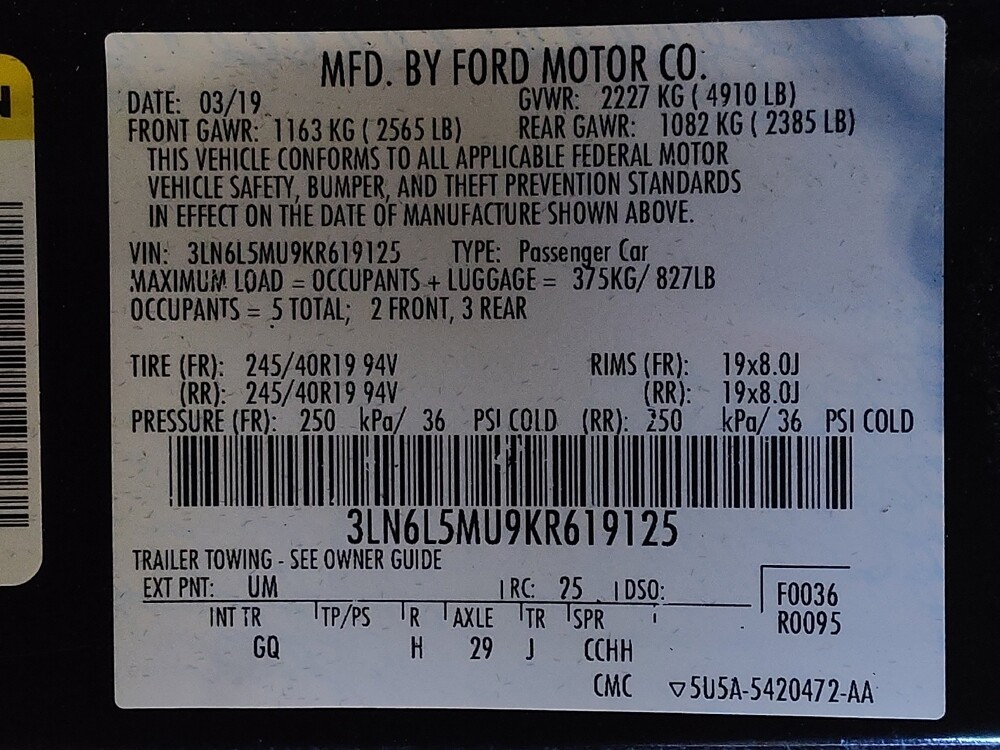 MFD. BY FORD MOTOR CO.
DATE: 03/19 GVWR: 2227 KG ( 4910 LB)
FRONT GAWR: 1163 KG ( 2565 LB) REAR GAWR: 1082 KG ( 2385 LB)
THIS VEHICLE CONFORMS TO ALL APPLICABLE FEDERAL MOTOR
VEHICLE SAFETY, BUMPER, AND THEFT PREVENTION STANDARDS
IN EFFECT ON THE DATE OF MANUFACTURE SHOWN ABOVE.
VIN: 3LN6L5MU9KR619125 TYPE: Passenger Car
MAXIMUM LOAD = OCCUPANTS + LUGGAGE = 375KG/ 827LB
OCCUPANTS = 5 TOTAL; 2 FRONT, 3 REAR
TIRE (FR): 245/40R19 94V RIMS (FR): 19x8.0J
(RR): 245/40R19 94V (RR): 19x8.0J
PRESSURE (FR): 250 kPa/ 36 PSI COLD (RR): 250 kPa/ 36 PSI COLD
3LN6L5MU9KR619125
TRAILER TOWING - SEE OWNER GUIDE
EXT PNT: UM RC: 25 DSO:
F0036
INT TR TP/PS R AXLE TR SPR
R0095
GQ H 29 J CCHH
CMC ▽5U5A-5420472-AA